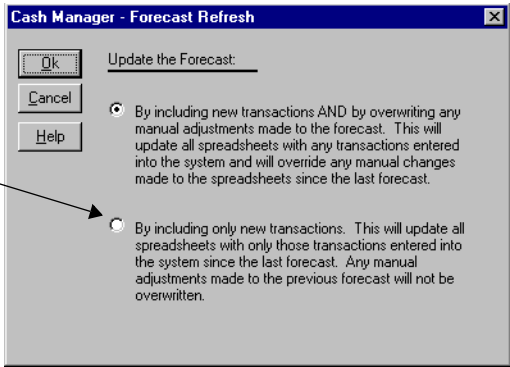 Cash Manager - Forecast Refresh
Ok
Update the Forecast:
Cancel
Help
By including new transactions AND by overwriting any
manual adjustments made to the forecast. This will
update all spreadsheets with any transactions entered
into the system and will override any manual changes
made to the spreadsheets since the last forecast.
By including only new transactions. This will update all
spreadsheets with only those transactions entered into
the system since the last forecast. Any manual
adjustments made to the previous forecast will not be
overwritten.